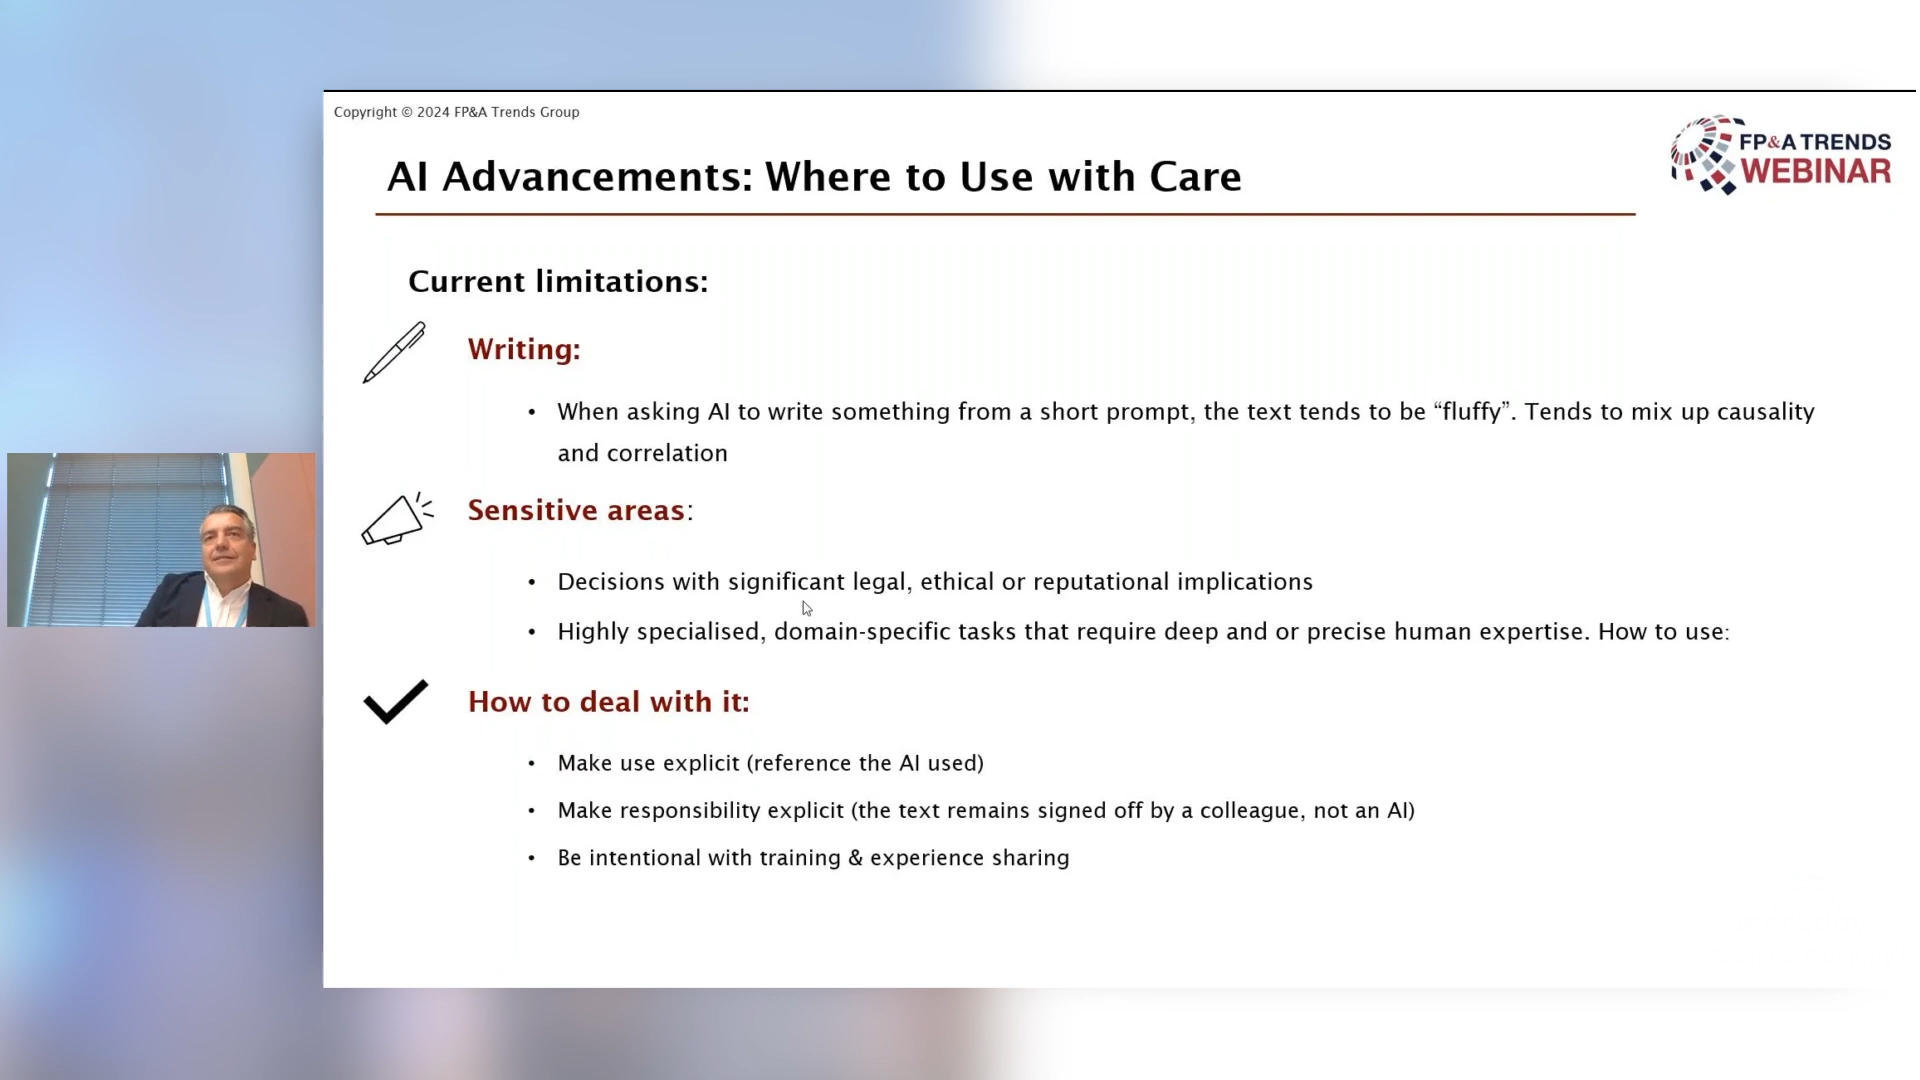 Copyright © 2024 FP&A Trends Group
FP&A TRENDS
WEBINAR
AI Advancements: Where to Use with Care
Current limitations:
Writing:
• When asking AI to write something from a short prompt, the text tends to be “fluffy”. Tends to mix up causality
and correlation
Sensitive areas:
• Decisions with significant legal, ethical or reputational implications
• Highly specialised, domain-specific tasks that require deep and or precise human expertise. How to use:
How to deal with it:
• Make use explicit (reference the AI used)
• Make responsibility explicit (the text remains signed off by a colleague, not an AI)
• Be intentional with training & experience sharing